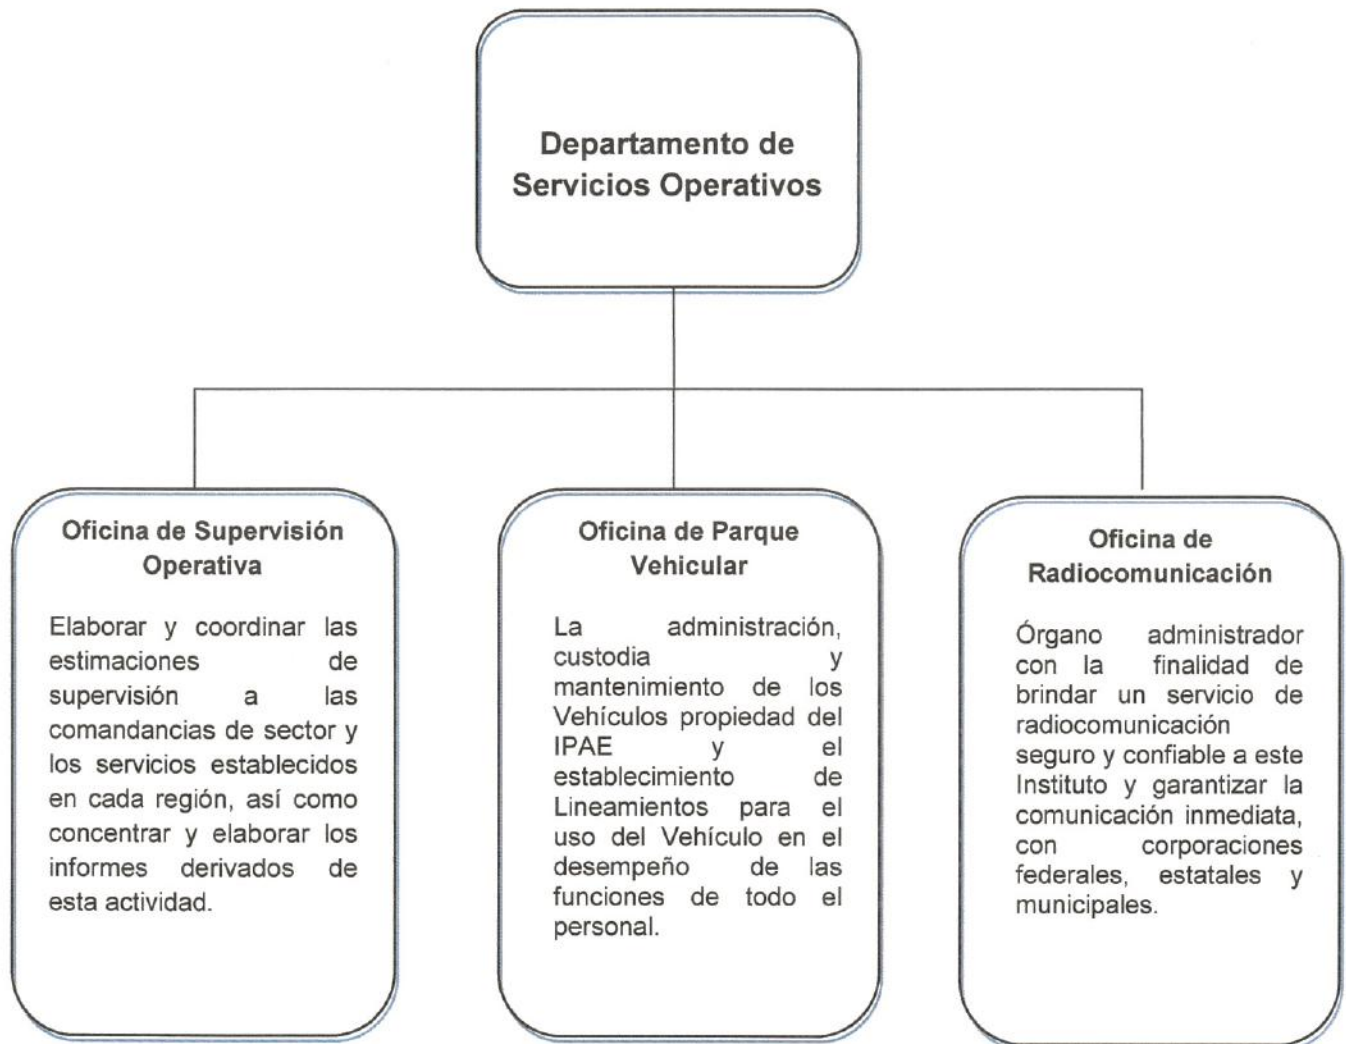 Departamento de
Servicios Operativos
Oficina de Supervisión
Operativa
Elaborar y coordinar las
estimaciones de
supervisión a las
comandancias de sector y
los servicios establecidos
en cada región, así como
concentrar y elaborar los
informes derivados de
esta actividad.
Oficina de Parque
Vehicular
La administración,
custodia y
mantenimiento de los
Vehículos propiedad del
IPAE y el
establecimiento de
Lineamientos para el
uso del Vehículo en el
desempeño de las
funciones de todo el
personal.
Oficina de
Radiocomunicación
Órgano administrador
con la finalidad de
brindar un servicio de
radiocomunicación
seguro y confiable a este
Instituto y garantizar la
comunicación inmediata,
con corporaciones
federales, estatales y
municipales.